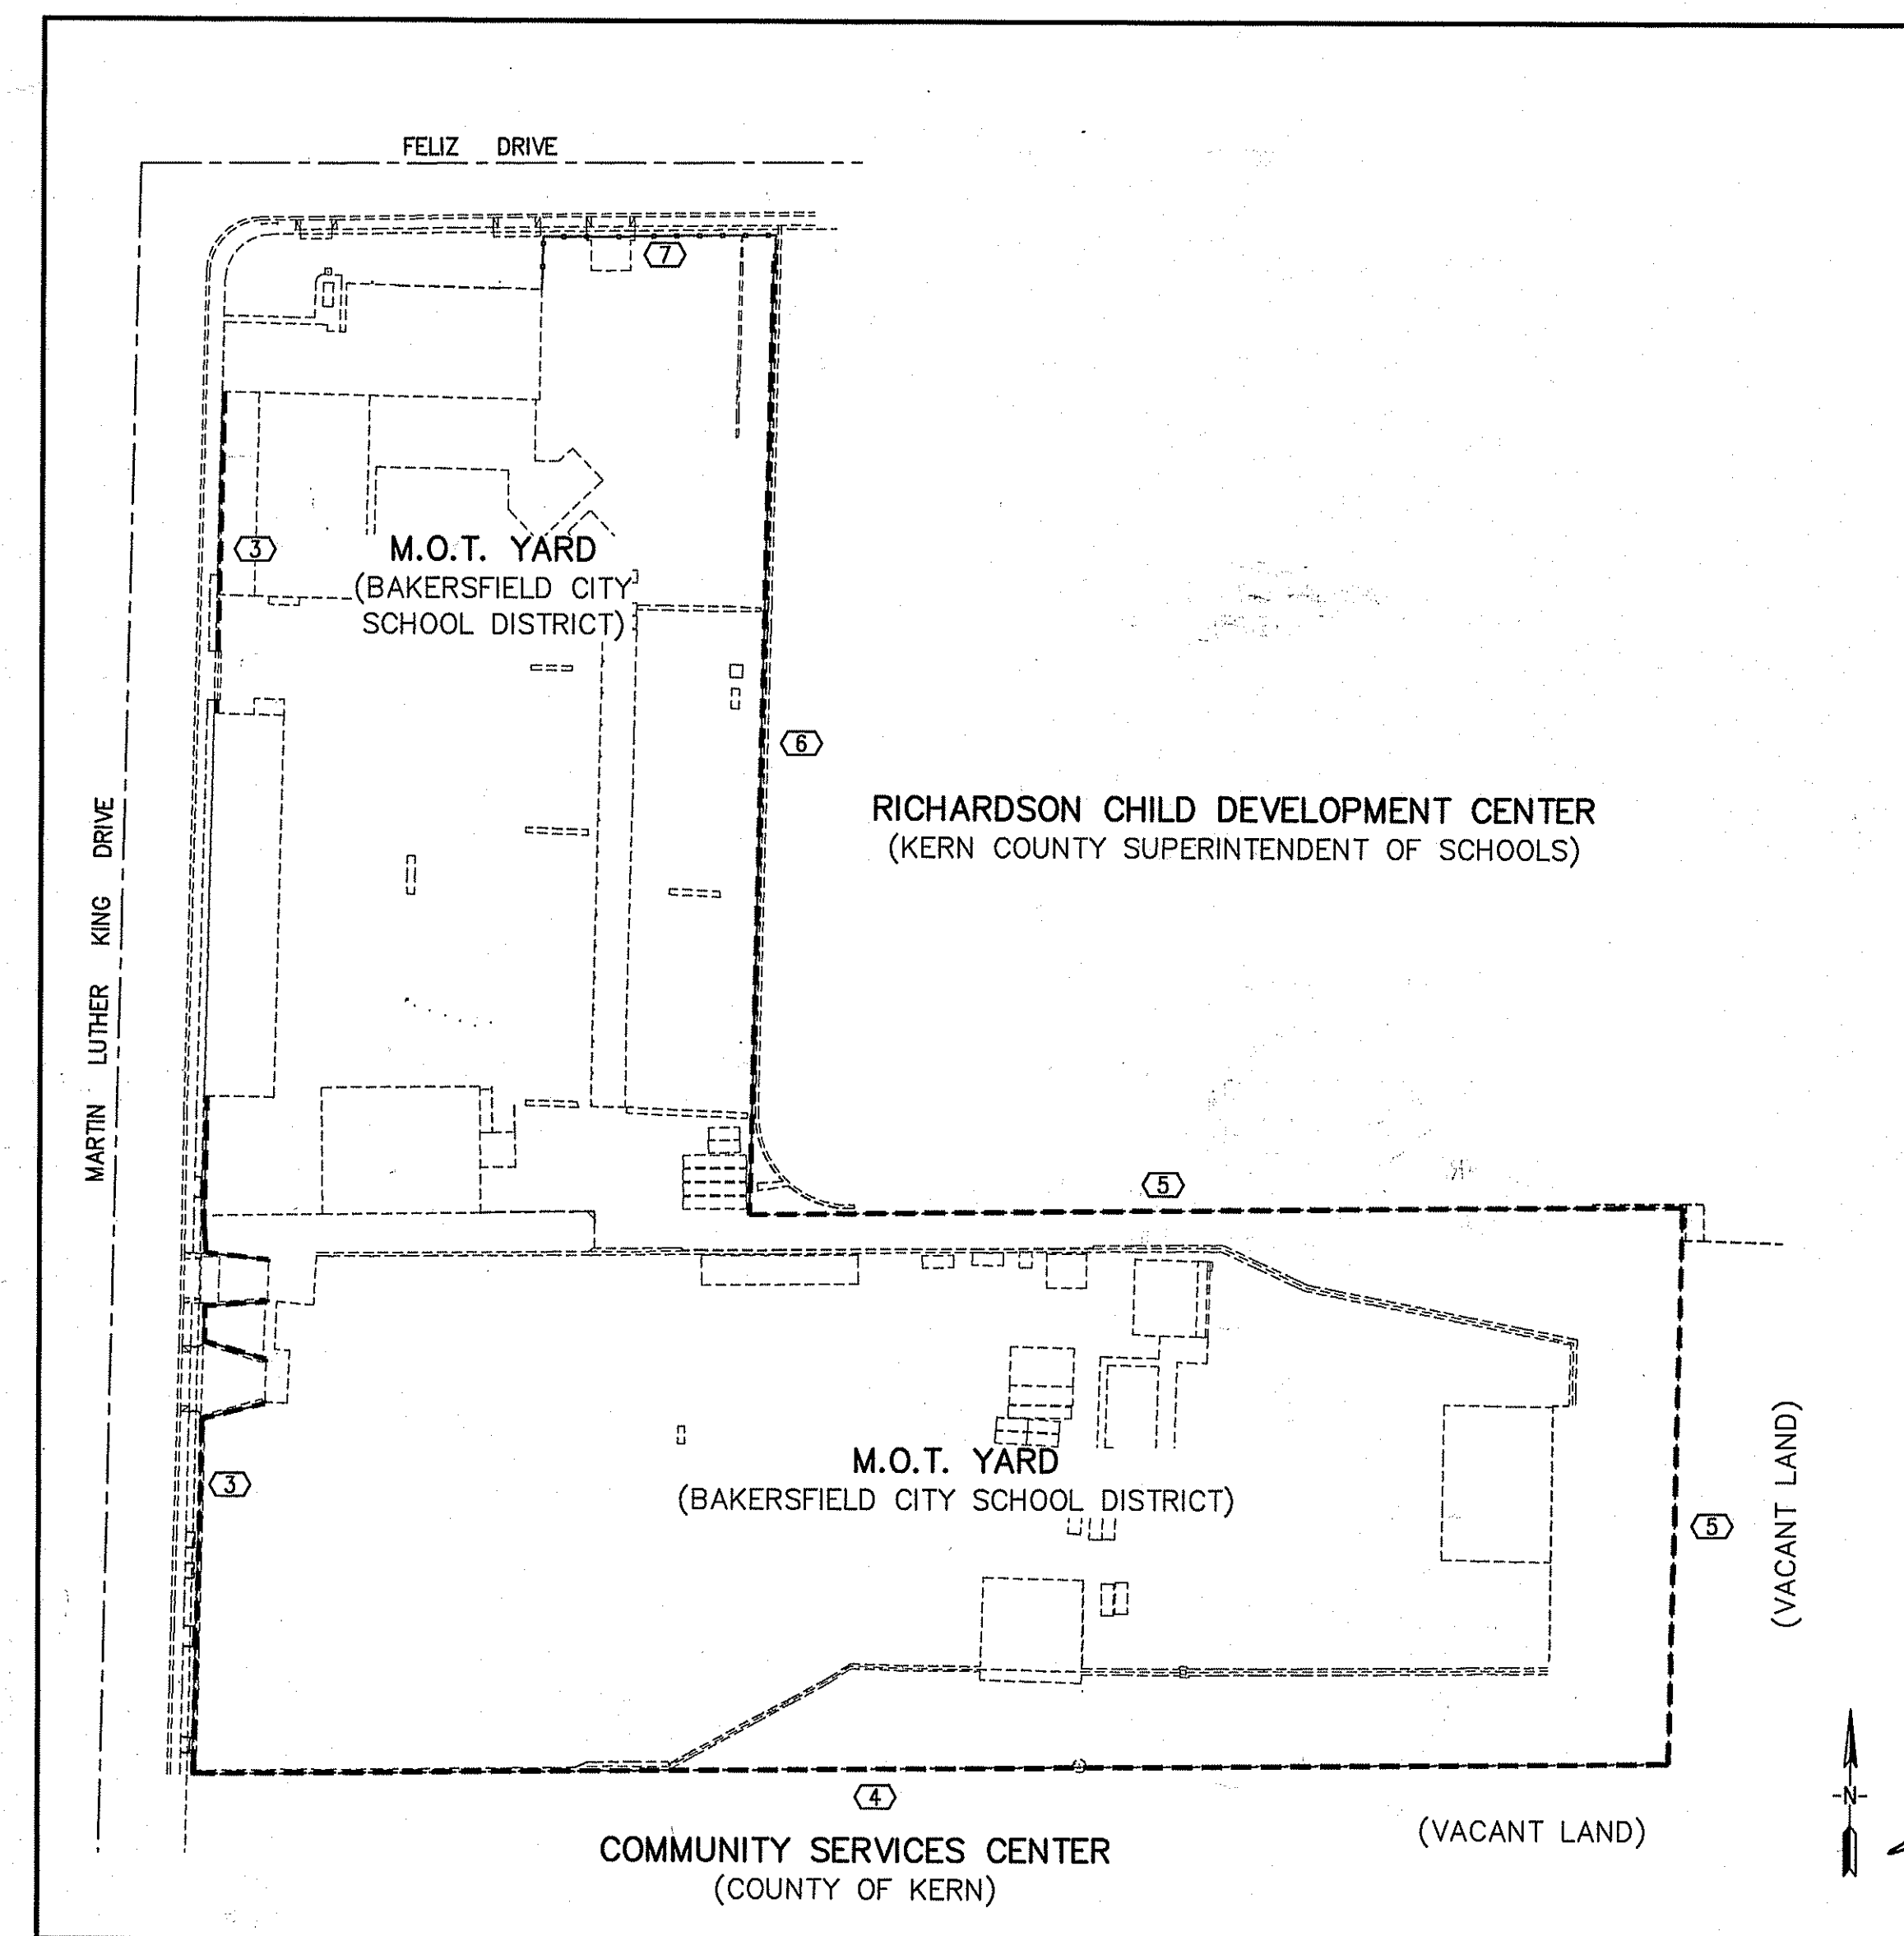 FELIZ DRIVE
7
3
M.O.T. YARD
(BAKERSFIELD CITY
SCHOOL DISTRICT)
6
MARTIN LUTHER KING DRIVE
RICHARDSON CHILD DEVELOPMENT CENTER
(KERN COUNTY SUPERINTENDENT OF SCHOOLS)
5
3
M.O.T. YARD
(BAKERSFIELD CITY SCHOOL DISTRICT)
5
(VACANT LAND)
4
COMMUNITY SERVICES CENTER
(COUNTY OF KERN)
(VACANT LAND)
-N-